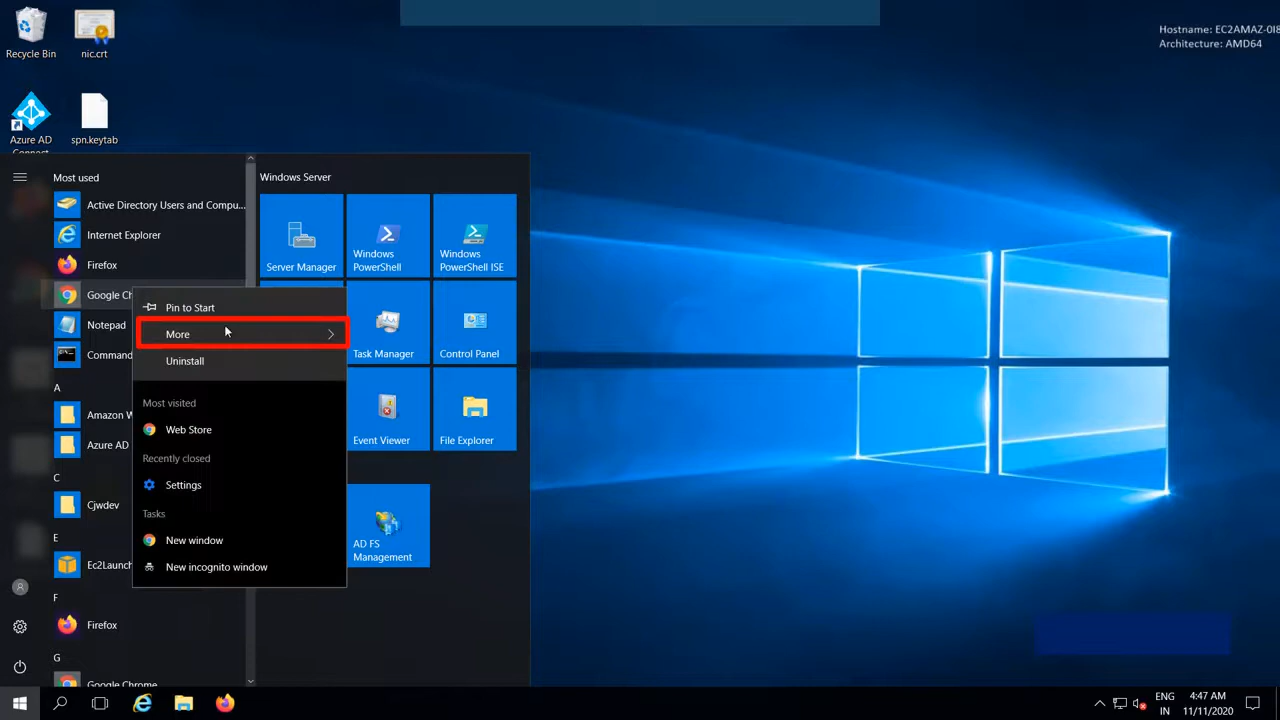 Recycle Bin
nic.crt
Hostname: EC2AMAZ-0I8
Architecture: AMD64
Azure AD
spn.keytab
Most used
Windows Server
Active Directory Users and Compu...
Internet Explorer
Firefox
Google Ch
Notepad
Command
A
Amazon W
Azure AD
C
Cjwdev
E
Ec2Launch
F
Firefox
G
Google Chrome
Pin to Start
More
Uninstall
Most visited
Web Store
Recently closed
Settings
Tasks
New window
New incognito window
Server Manager
Windows
PowerShell
Windows
PowerShell ISE
Task Manager
Control Panel
Event Viewer
File Explorer
AD FS
Management
ENG
IN
4:47 AM
11/11/2020